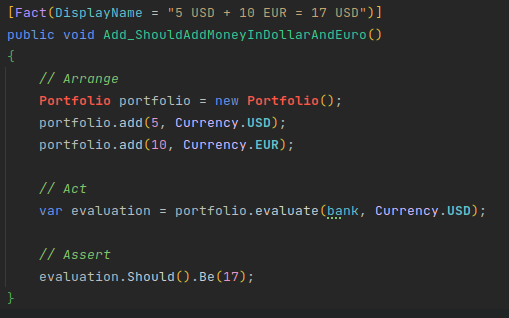 [Fact(DisplayName = "5 USD + 10 EUR = 17 USD")]
public void Add_ShouldAddMoneyInDollarAndEuro()
{
// Arrange
Portfolio portfolio = new Portfolio();
portfolio.add(5, Currency.USD);
portfolio.add(10, Currency.EUR);
// Act
var evaluation = portfolio.evaluate(bank, Currency.USD);
// Assert
evaluation.Should().Be(17);
}